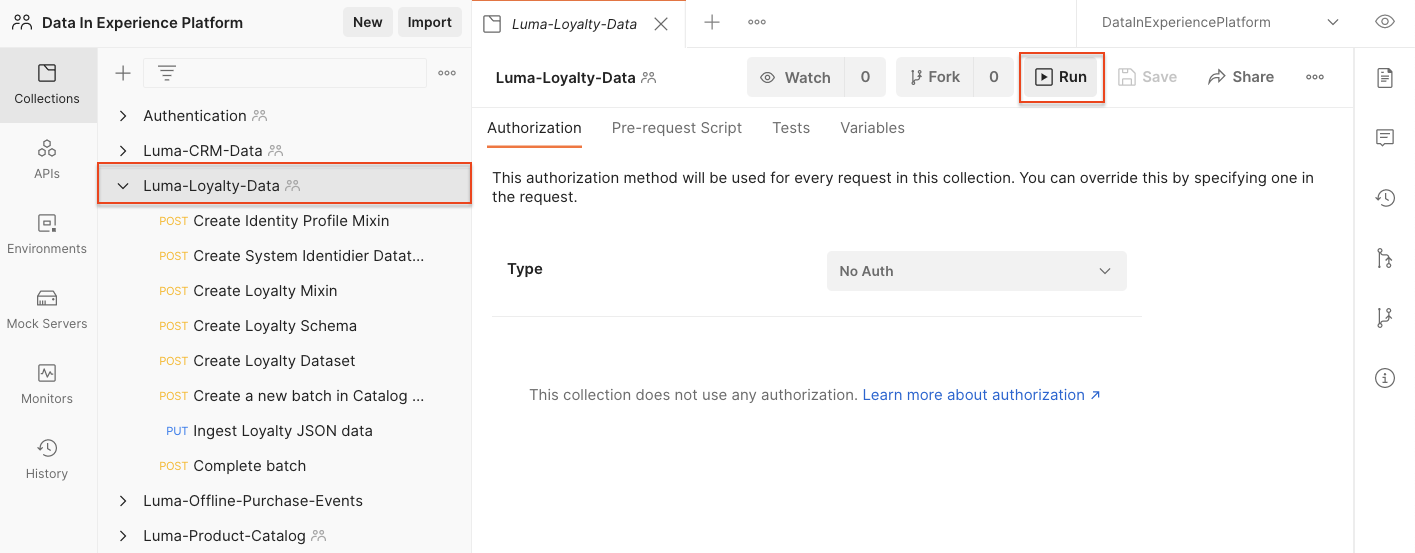 Data In Experience Platform
New
Import
Luma-Loyalty-Data
DataInExperiencePlatform
Collections
APIs
Environments
Mock Servers
Monitors
History
Authentication
Luma-CRM-Data
Luma-Loyalty-Data
POST Create Identity Profile Mixin
POST Create System Identidier Datat...
POST Create Loyalty Mixin
POST Create Loyalty Schema
POST Create Loyalty Dataset
POST Create a new batch in Catalog ...
PUT Ingest Loyalty JSON data
POST Complete batch
Luma-Offline-Purchase-Events
Luma-Product-Catalog
Luma-Loyalty-Data
Watch 0
Fork 0
Run
Save
Share
Authorization
Pre-request Script
Tests
Variables
This authorization method will be used for every request in this collection. You can override this by specifying one in
the request.
Type
No Auth
This collection does not use any authorization. Learn more about authorization ↗